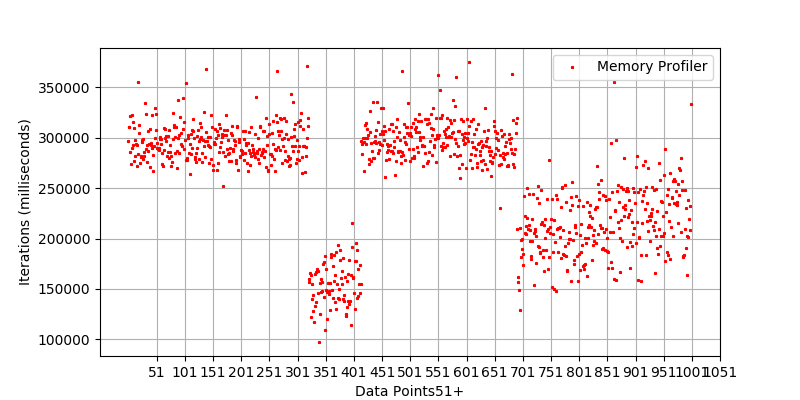 Memory Profiler
350000
300000
250000
200000
150000
100000
Iterations (milliseconds)
51 101 151 201 251 301 351 401 451 501 551 601 651 701 751 801 851 901 951 1001 1051
Data Points51+